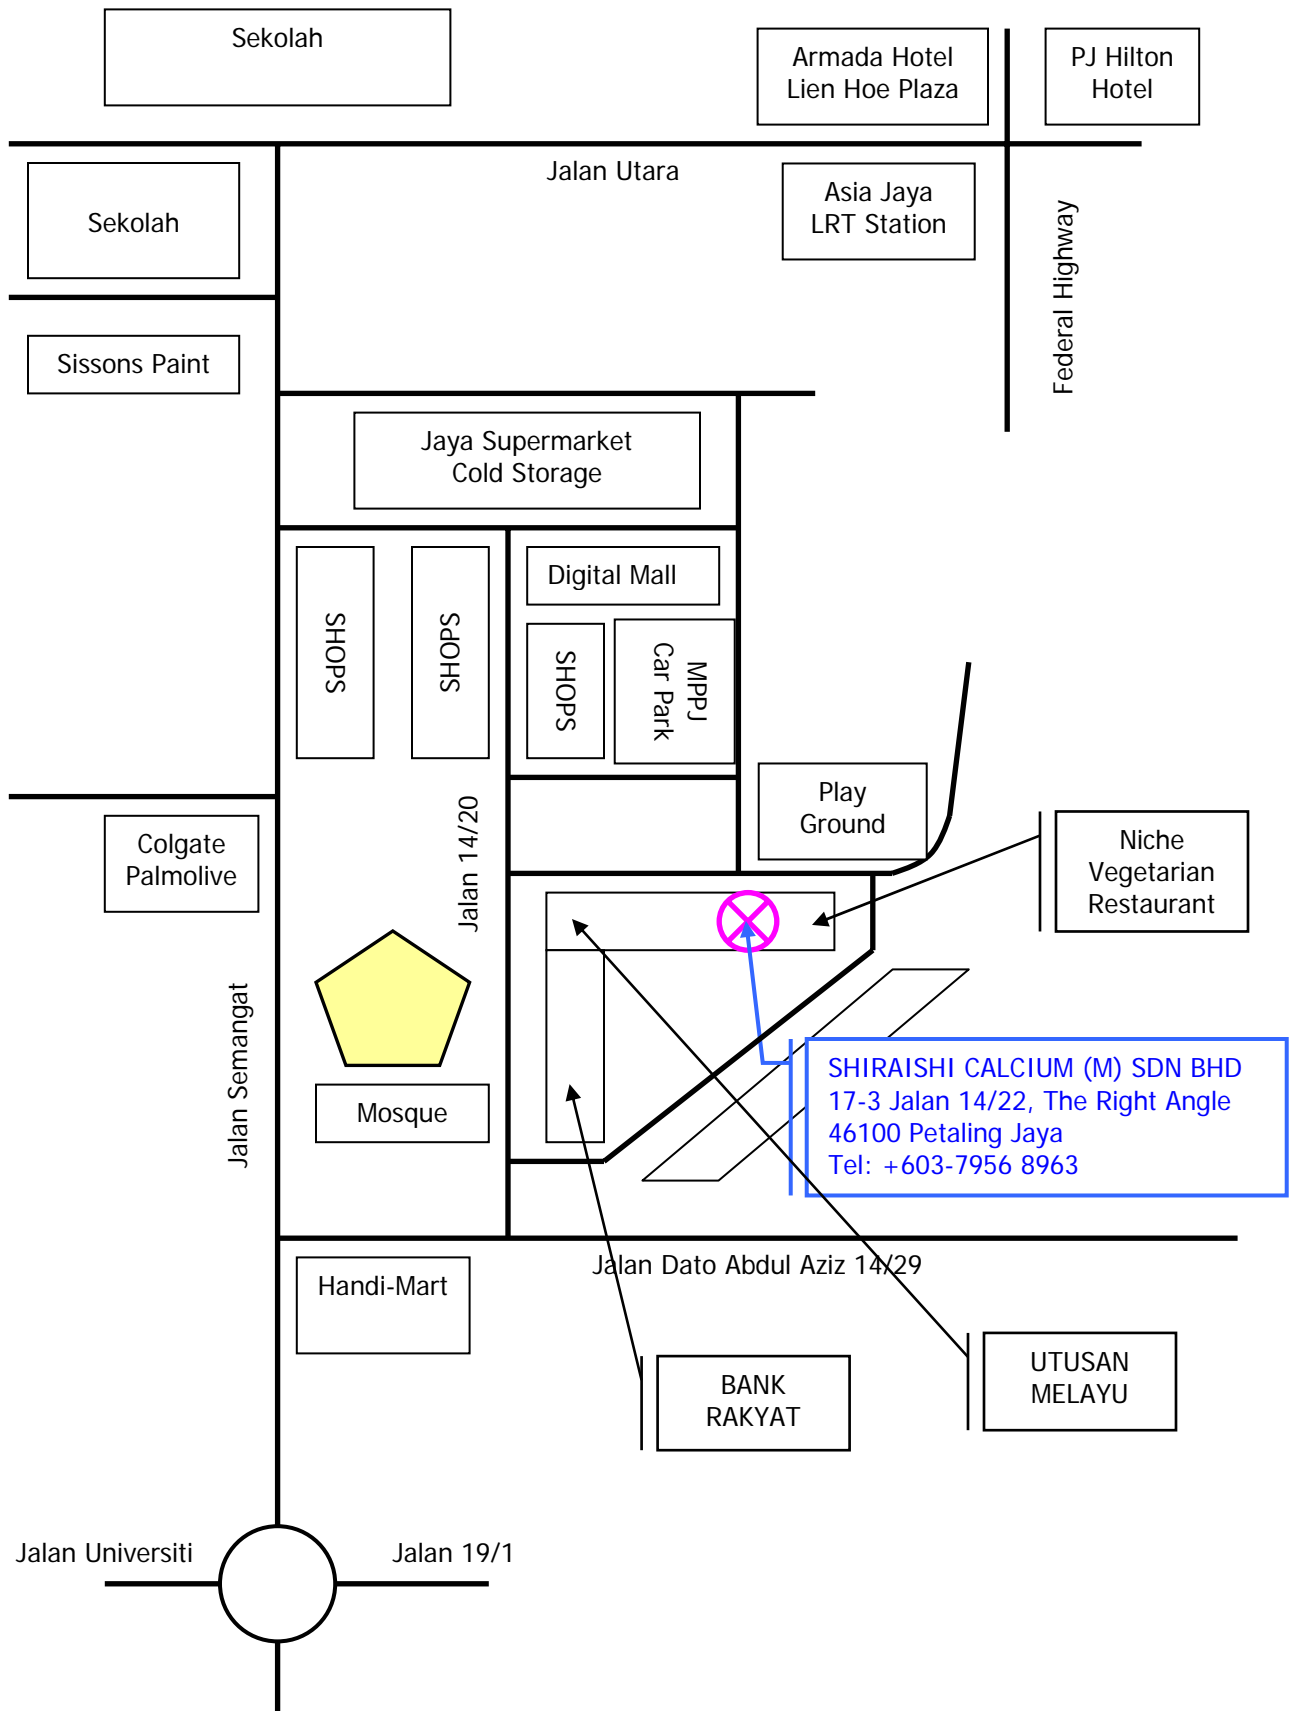 Sekolah
Armada Hotel
Lien Hoe Plaza
PJ Hilton
Hotel
Jalan Utara
Sekolah
Asia Jaya
LRT Station
Federal Highway
Sissons Paint
Jaya Supermarket
Cold Storage
SHOPS
SHOPS
Digital Mall
SHOPS
MPPJ
Car Park
Play
Ground
Jalan 14/20
Colgate
Palmolive
Niche
Vegetarian
Restaurant
Jalan Semangat
Mosque
SHIRAISHI CALCIUM (M) SDN BHD
17-3 Jalan 14/22, The Right Angle
46100 Petaling Jaya
Tel: +603-7956 8963
Jalan Dato Abdul Aziz 14/29
Handi-Mart
BANK
RAKYAT
UTUSAN
MELAYU
Jalan Universiti
Jalan 19/1